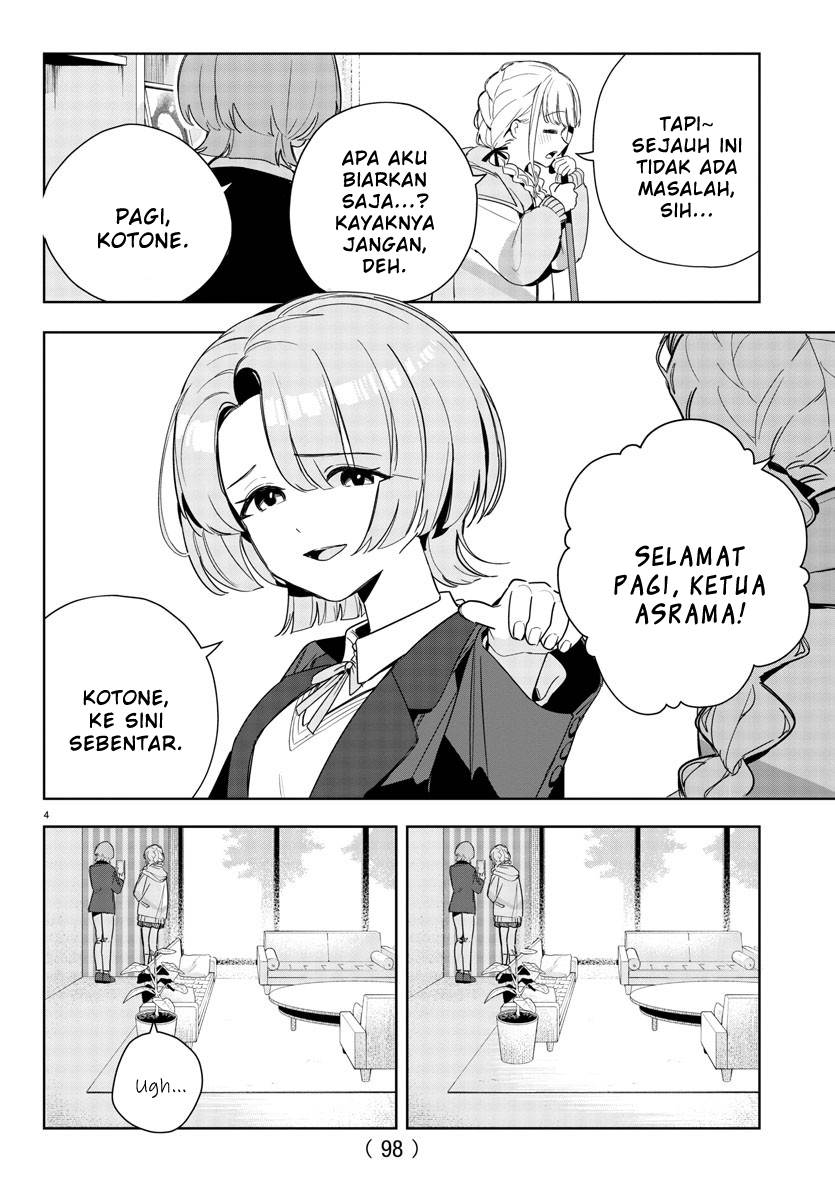 TAPI~
SEJAUH INI
TIDAK ADA
MASALAH,
SIH...
APA AKU
BIARKAN
SAJA...?
KAYAKNYA
JANGAN,
DEH.
PAGI,
KOTONE.
SELAMAT
PAGI, KETUA
ASRAMA!
KOTONE,
KE SINI
SEBENTAR.
4
Ugh...
( 98 )